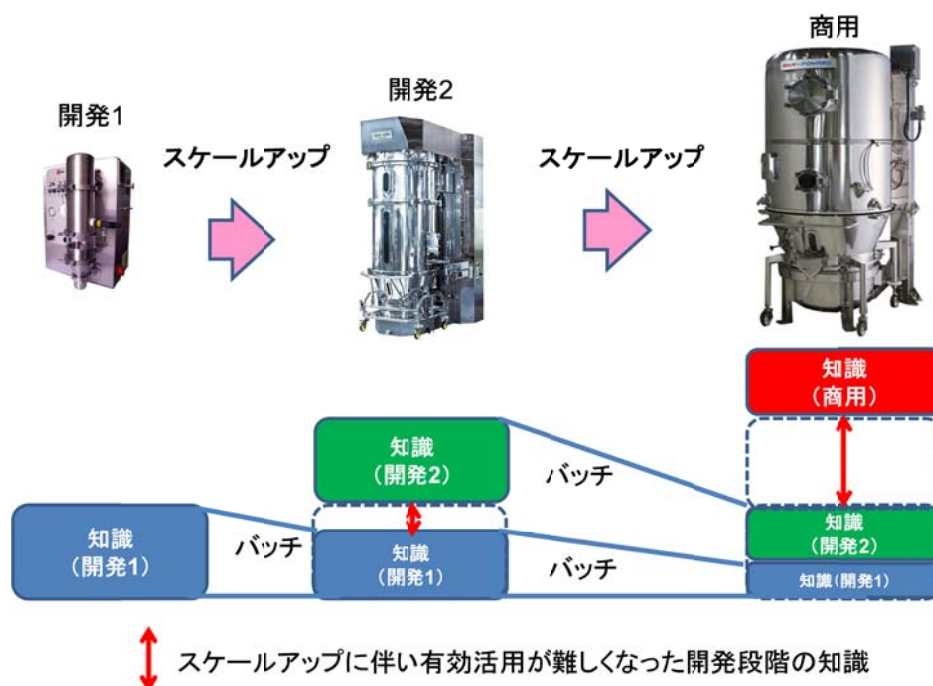 商用
開発2
開発1
スケールアップ
スケールアップ
知識
（商用）
知識
（開発2）
バッチ
知識
（開発1）
バッチ
知識
（開発1）
バッチ
知識
（開発2）
知識（開発1）
スケールアップに伴い有効活用が難しくなった開発段階の知識